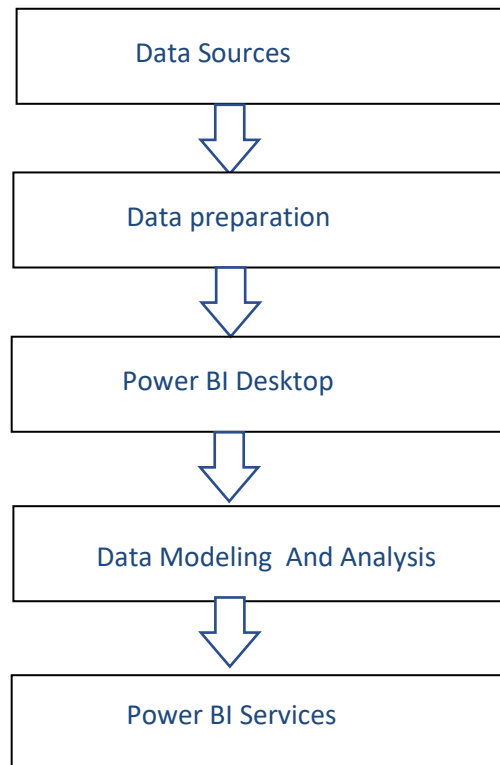 Data Sources
Data preparation
Power BI Desktop
Data Modeling  And Analysis
Power BI Services